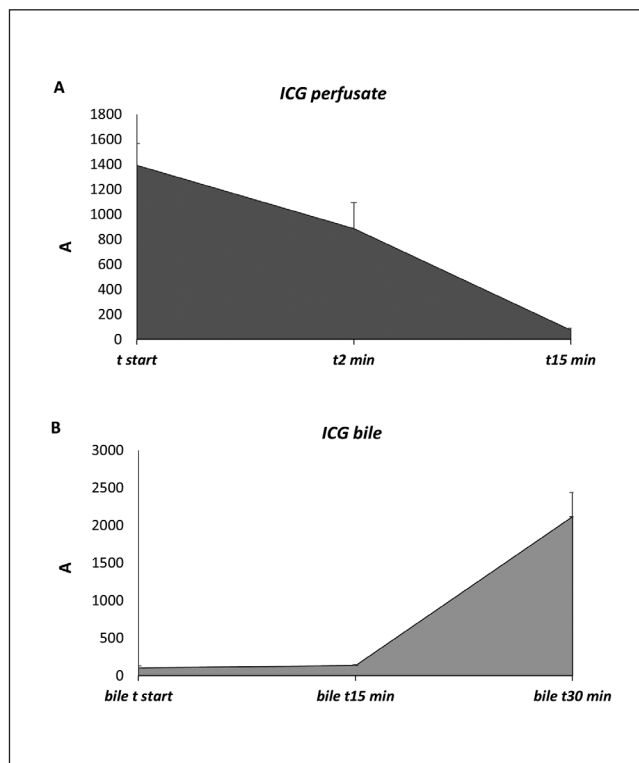 A
ICG perfusate
1800
1600
1400
1200
1000
800
600
400
200
0
A
t start t2 min t15 min
B
ICG bile
3000
2500
2000
1500
1000
500
0
A
bile t start bile t15 min bile t30 min